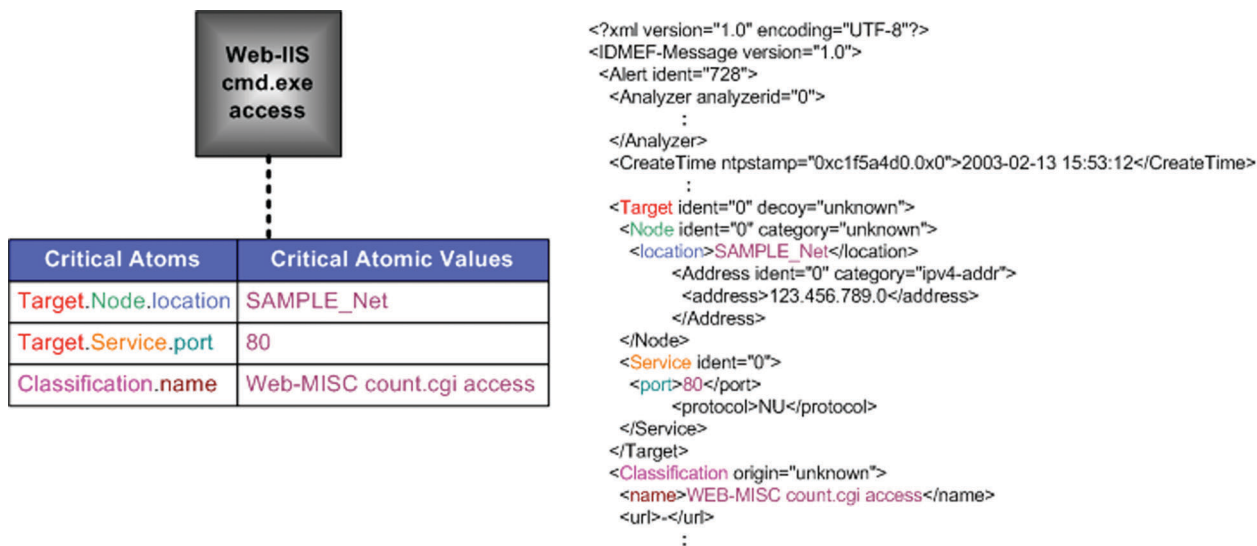 Web-IIS
cmd.exe
access
Critical Atoms Critical Atomic Values
Target.Node.location SAMPLE_Net
Target.Service.port 80
Classification.name Web-MISC count.cgi access
<?xml version="1.0" encoding="UTF-8"?>
<IDMEF-Message version="1.0">
<Alert ident="728">
<Analyzer analyzerid="0">
:
</Analyzer>
<CreateTime ntpstamp="0xc1f5a4d0.0x0">2003-02-13 15:53:12</CreateTime>
:
<Target ident="0" decoy="unknown">
<Node ident="0" category="unknown">
<location>SAMPLE_Net</location>
<Address ident="0" category="ipv4-addr">
<address>123.456.789.0</address>
</Address>
</Node>
<Service ident="0">
<port>80</port>
<protocol>NU</protocol>
</Service>
</Target>
<Classification origin="unknown">
<name>WEB-MISC count.cgi access</name>
<url>-</url>
: